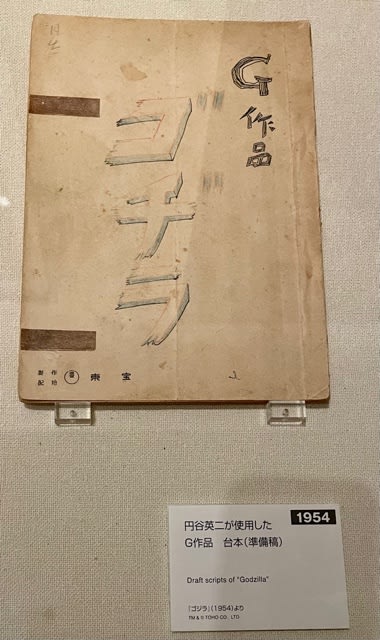 G作品
ゴヂラ
製作
配給
東宝
1954
円谷英二が使用した
G作品 台本(準備稿)
Draft scripts of "Godzilla"
「ゴジラ」(1954)より
TM & © TOHO CO., LTD.